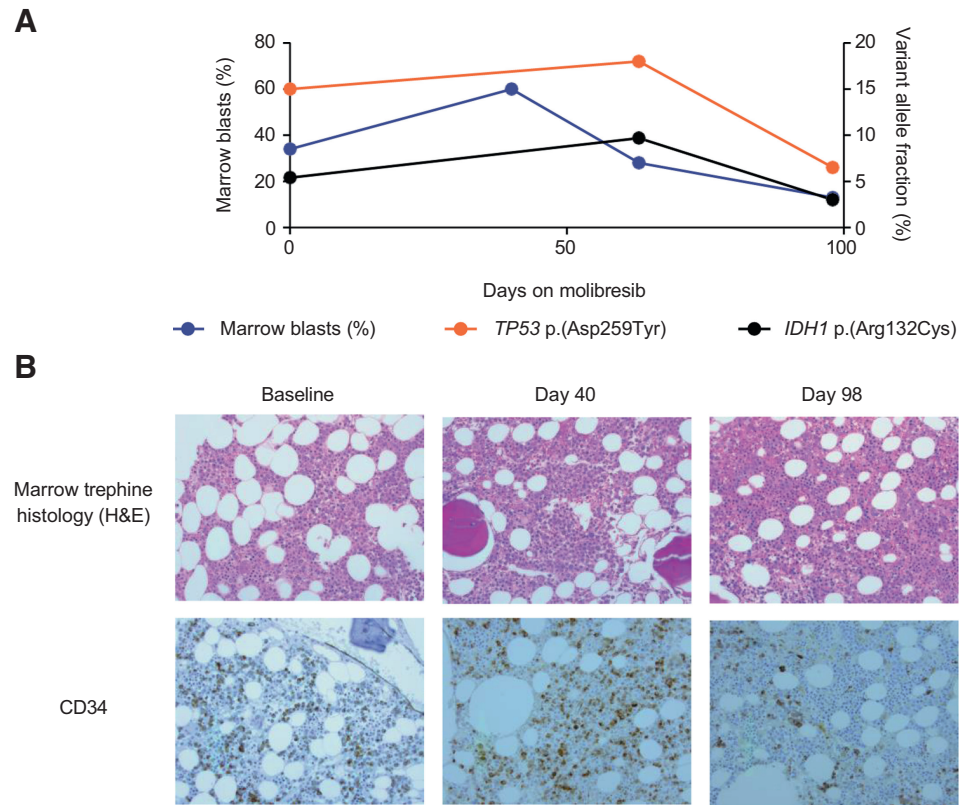 A
80
60
40
20
0
Marrow blasts (%)
20
15
10
5
0
Variant allele fraction (%)
0
50
100
Days on molibresib
Marrow blasts (%)
TP53 p.(Asp259Tyr)
IDH1 p.(Arg132Cys)
B
Baseline
Day 40
Day 98
Marrow trephine
histology (H&E)
CD34